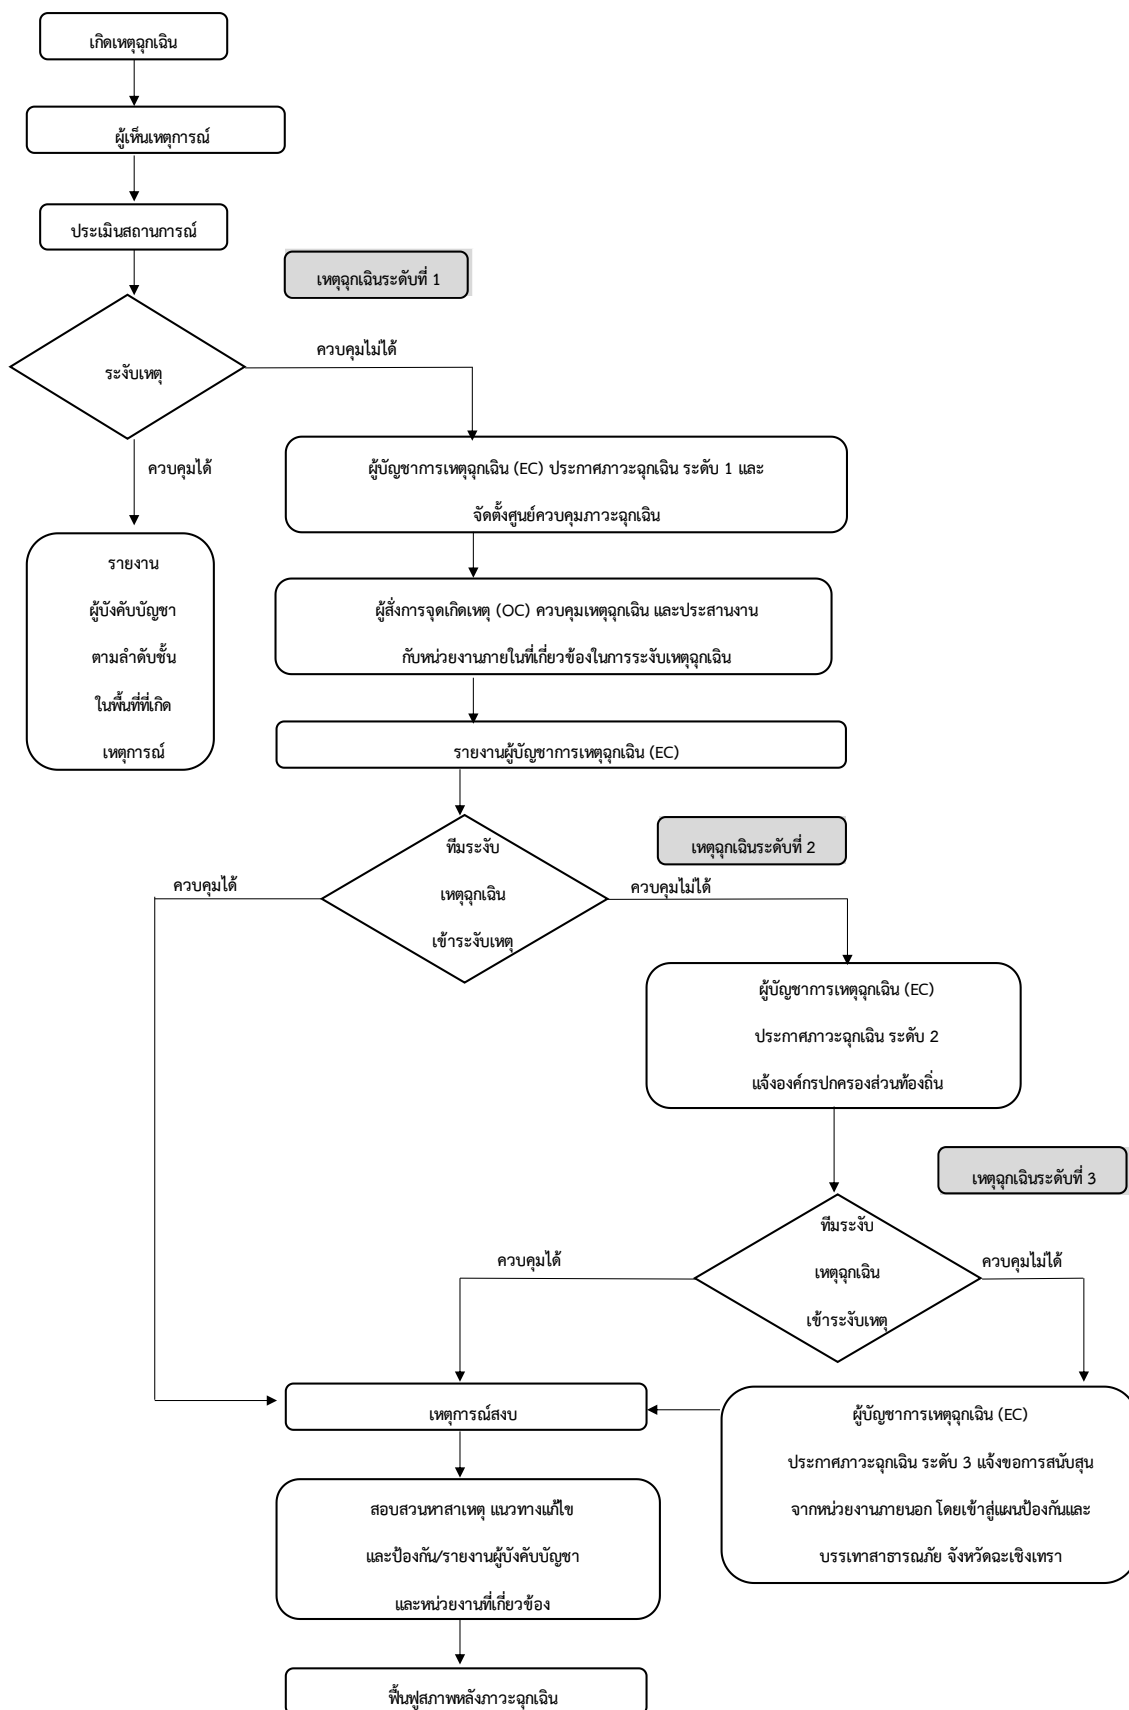 เกิดเหตุฉุกเฉิน
ผู้เห็นเหตุการณ์
ประเมินสถานการณ์
เหตุฉุกเฉินระดับที่ 1
ควบคุมไม่ได้
ระงับเหตุ
ควบคุมได้
ผู้บัญชาการเหตุฉุกเฉิน (EC) ประกาศภาวะฉุกเฉิน ระดับ 1 และ
จัดตั้งศูนย์ควบคุมภาวะฉุกเฉิน
รายงาน
ผู้บังคับบัญชา
ตามลำดับชั้น
ในพื้นที่ที่เกิด
เหตุการณ์
ผู้สั่งการจุดเกิดเหตุ (OC) ควบคุมเหตุฉุกเฉิน และประสานงาน
กับหน่วยงานภายในที่เกี่ยวข้องในการระงับเหตุฉุกเฉิน
รายงานผู้บัญชาการเหตุฉุกเฉิน (EC)
ทีมระงับ
เหตุฉุกเฉิน
เข้าระงับเหตุ
เหตุฉุกเฉินระดับที่ 2
ควบคุมได้
ควบคุมไม่ได้
ผู้บัญชาการเหตุฉุกเฉิน (EC)
ประกาศภาวะฉุกเฉิน ระดับ 2
แจ้งองค์กรปกครองส่วนท้องถิ่น
เหตุฉุกเฉินระดับที่ 3
ทีมระงับ
เหตุฉุกเฉิน
เข้าระงับเหตุ
ควบคุมได้
ควบคุมไม่ได้
เหตุการณ์สงบ
ผู้บัญชาการเหตุฉุกเฉิน (EC)
ประกาศภาวะฉุกเฉิน ระดับ 3 แจ้งขอการสนับสุน
จากหน่วยงานภายนอก โดยเข้าสู่แผนป้องกันและ
บรรเทาสาธารณภัย จังหวัดฉะเชิงเทรา
สอบสวนหาสาเหตุ แนวทางแก้ไข
และป้องกัน/รายงานผู้บังคับบัญชา
และหน่วยงานที่เกี่ยวข้อง
ฟื้นฟูสภาพหลังภาวะฉุกเฉิน